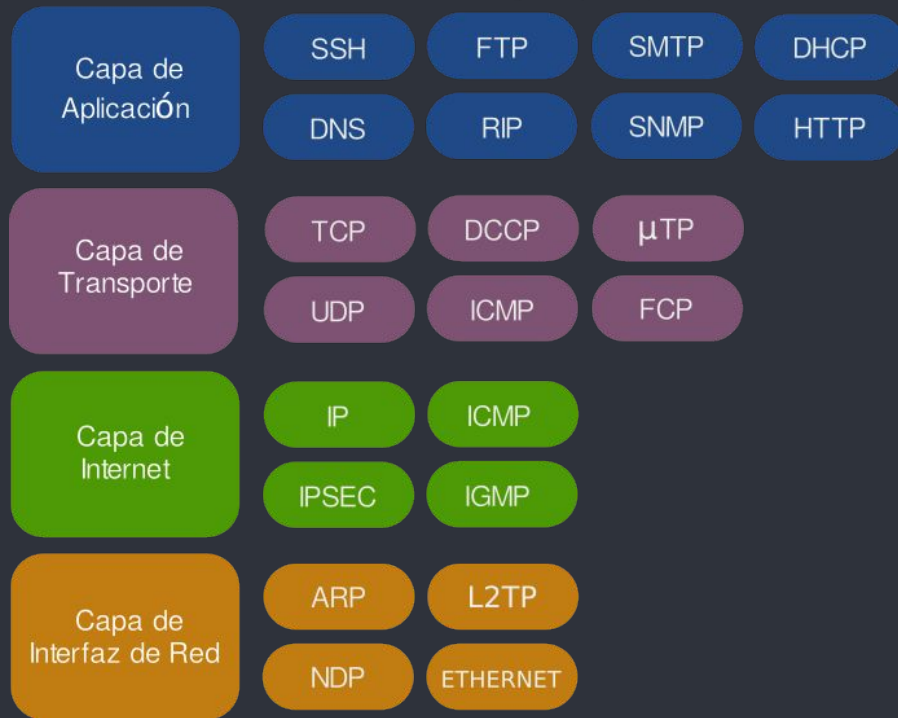 Capa de
Aplicación
SSH
FTP
SMTP
DHCP
DNS
RIP
SNMP
HTTP
Capa de
Transporte
TCP
DCCP
µTP
UDP
ICMP
FCP
Capa de
Internet
IP
ICMP
IPSEC
IGMP
Capa de
Interfaz de Red
ARP
L2TP
NDP
ETHERNET